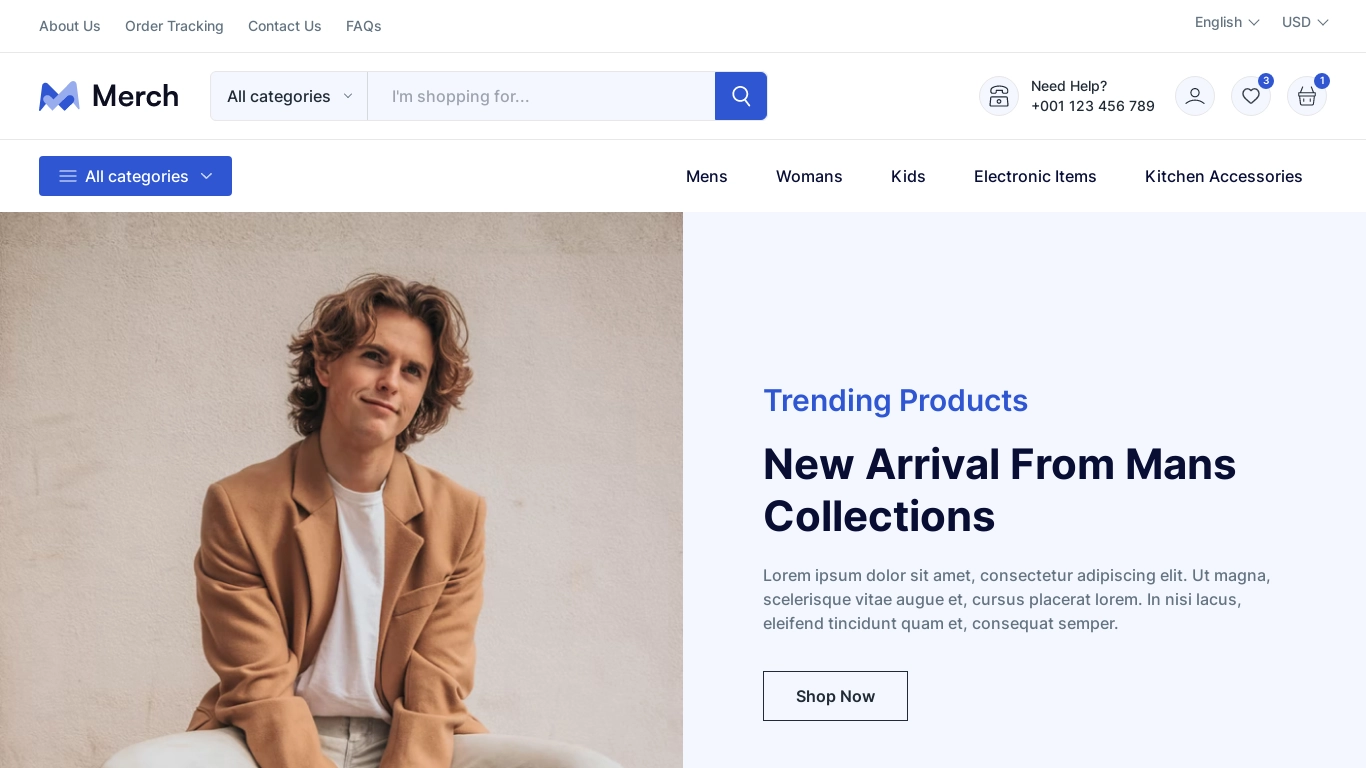 About Us Order Tracking Contact Us FAQs English USD
Merch All categories I'm shopping for... Need Help? 3 1
+001 123 456 789
All categories Mens Womans Kids Electronic Items Kitchen Accessories
Trending Products
New Arrival From Mans
Collections
Lorem ipsum dolor sit amet, consectetur adipiscing elit. Ut magna,
scelerisque vitae augue et, cursus placerat lorem. In nisi lacus,
eleifend tincidunt quam et, consequat semper.
Shop Now